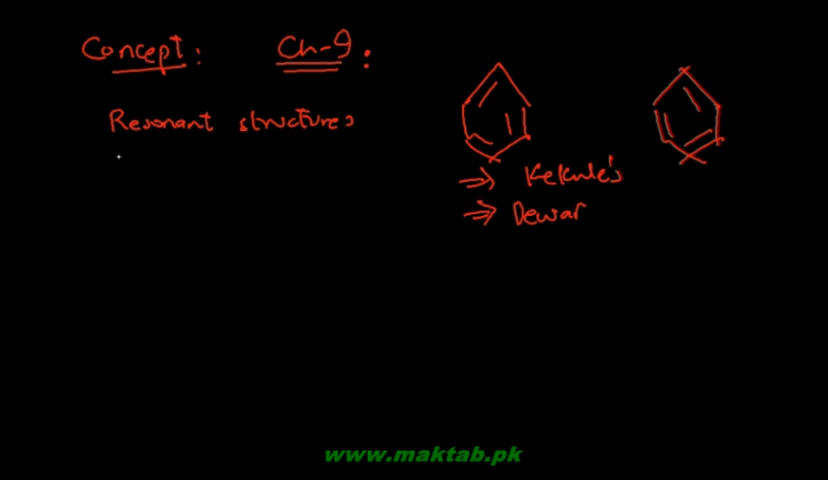 Concept: Ch-9:
Resonant structures
⇒ Kekule's
⇒ Dewar
www.maktab.pk